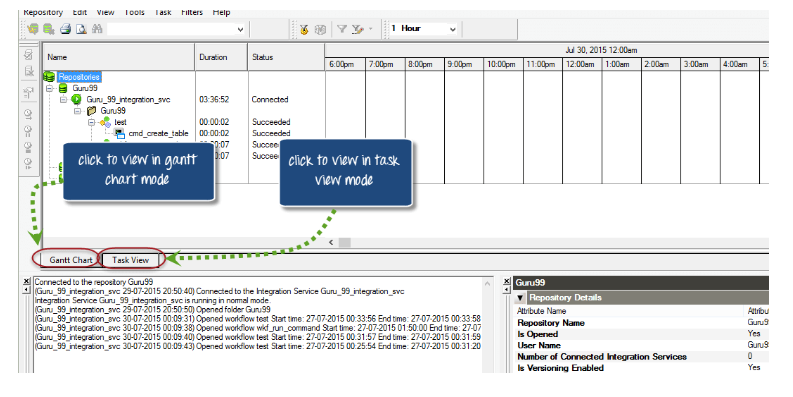 Repository Edit View Tools Task Filters Help
1 Hour
Name Duration Status
Jul 30, 2015 12:00am
6:00pm 7:00pm 8:00pm 9:00pm 10:00pm 11:00pm 12:00am 1:00am 2:00am 3:00am 4:00am 5:
Repositories
Guru99
Guru_99_integration_svc 03:36:52 Connected
Guru99
test 00:00:02 Succeeded
cmd_create_table 00:00:02 Succeeded
00:07 Succee
0:07 Succe
click to view in gantt
chart mode
click to view in task
view mode
Gantt Chart Task View
Connected to the repository Guru99
(Guru_99_integration_svc 29-07-2015 20:50:40) Connected to the Integration Service Guru_99_integration_svc
Integration Service Guru_99_integration_svc is running in normal mode.
(Guru_99_integration_svc 29-07-2015 20:50:50) Opened folder Guru99
(Guru_99_integration_svc 30-07-2015 00:09:31) Opened workflow test Start time: 27-07-2015 00:33:56 End time: 27-07-2015 00:33:58
(Guru_99_integration_svc 30-07-2015 00:09:38) Opened workflow wkf_run_command Start time: 27-07-2015 01:50:00 End time: 27-07
(Guru_99_integration_svc 30-07-2015 00:09:40) Opened workflow test Start time: 27-07-2015 00:31:57 End time: 27-07-2015 00:31:59
(Guru_99_integration_svc 30-07-2015 00:09:43) Opened workflow test Start time: 27-07-2015 00:25:54 End time: 27-07-2015 00:31:20
Guru99
Repository Details
Attribute Name Attribu
Repository Name Guru9
Is Opened Yes
User Name Guru9
Number of Connected Integration Services 0
Is Versioning Enabled Yes